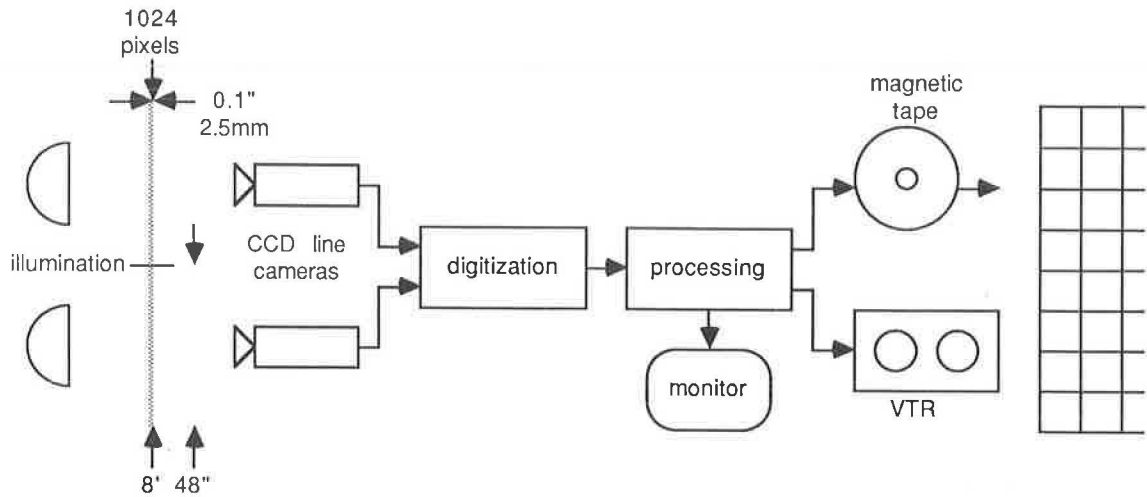 1024
pixels
0.1"
2.5mm
magnetic
tape
illumination
CCD line
cameras
digitization
processing
monitor
VTR
8' 48"